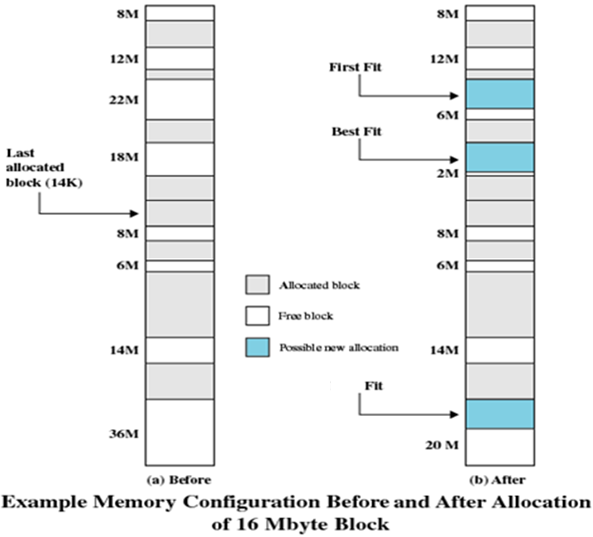 8M
12M
22M
18M
Last
allocated
block (14K)
8M
6M
14M
36M
(a) Before
8M
12M
First Fit
6M
Best Fit
2M
8M
6M
Allocated block
Free block
Possible new allocation
14M
Fit
20 M
(b) After
Example Memory Configuration Before and After Allocation
of 16 Mbyte Block